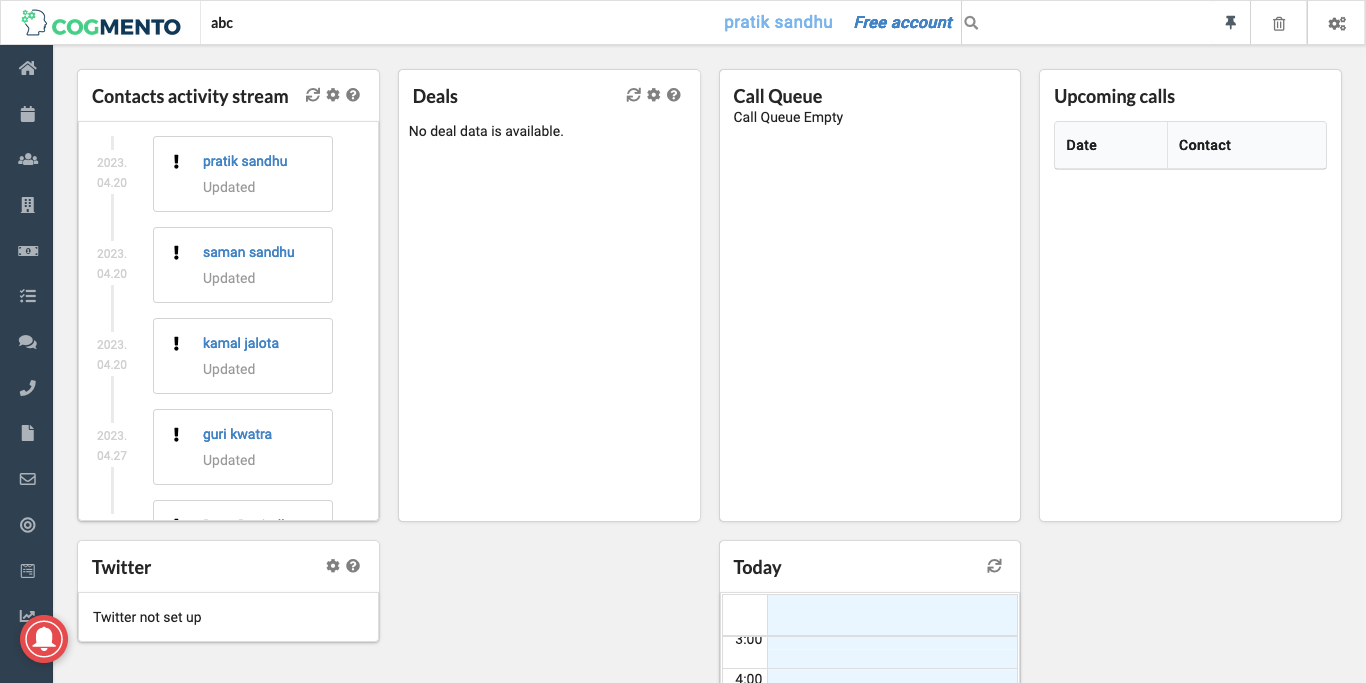 COGMENTO
abc
pratik sandhu
Free account
Contacts activity stream
2023.
04.20
pratik sandhu
Updated
2023.
04.20
saman sandhu
Updated
2023.
04.20
kamal jalota
Updated
2023.
04.27
guri kwatra
Updated
Deals
No deal data is available.
Call Queue
Call Queue Empty
Upcoming calls
Date Contact
Twitter
Twitter not set up
Today
3:00
4:00